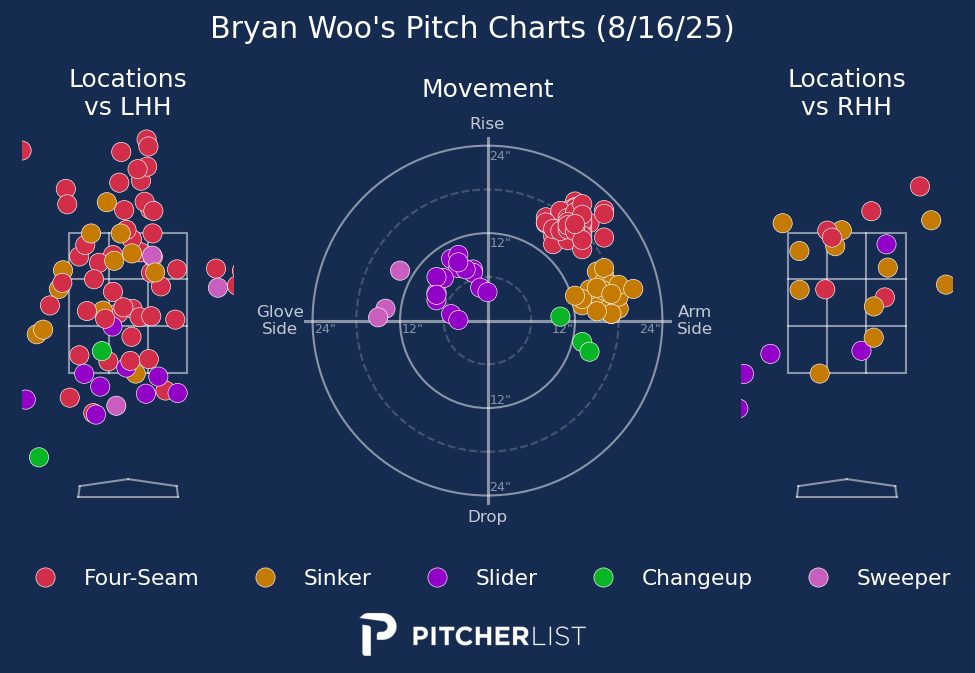 Bryan Woo's Pitch Charts (8/16/25)
Locations
vs LHH
Movement
Locations
vs RHH
Rise
24"
12"
Glove
Side
24"
12"
12"
24"
Arm
Side
12"
24"
Drop
Four-Seam
Sinker
Slider
Changeup
Sweeper
PITCHERLIST